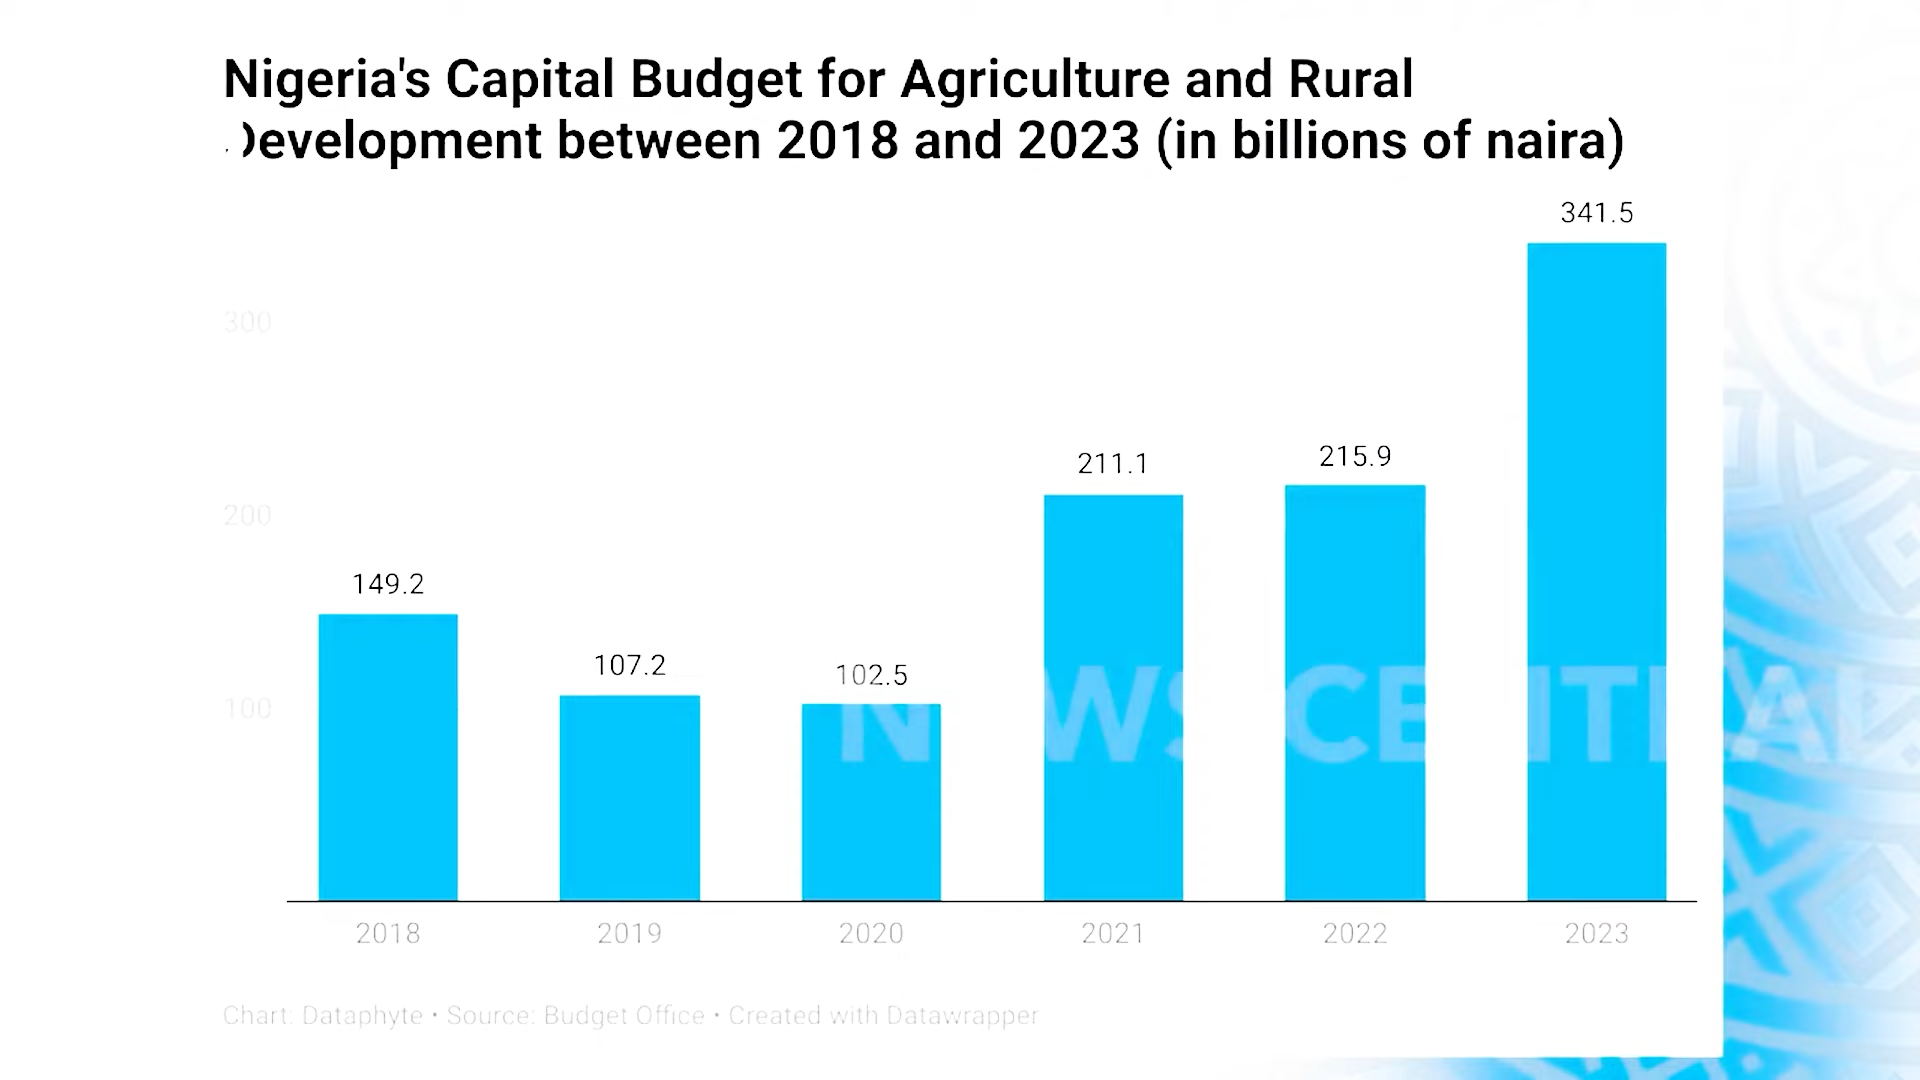 Nigeria's Capital Budget for Agriculture and Rural
Development between 2018 and 2023 (in billions of naira)
341.5
300
215.9
211.1
200
149.2
107.2
102.5
100
NEWS CENTRAL
2018 2019 2020 2021 2022 2023
Chart: Dataphyte • Source: Budget Office • Created with Datawrapper